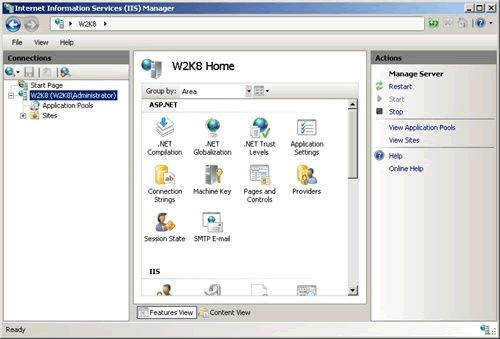 Internet Information Services (IIS) Manager
W2K8
File View Help
Connections
Start Page
W2K8 (W2K8\Administrator)
Application Pools
Sites
W2K8 Home
Group by: Area
ASP.NET
.NET Compilation
.NET Globalization
.NET Trust Levels
Application Settings
Connection Strings
Machine Key
Pages and Controls
Providers
Session State
SMTP E-mail
IIS
Features View
Content View
Actions
Manage Server
Restart
Start
Stop
View Application Pools
View Sites
Help
Online Help
Ready